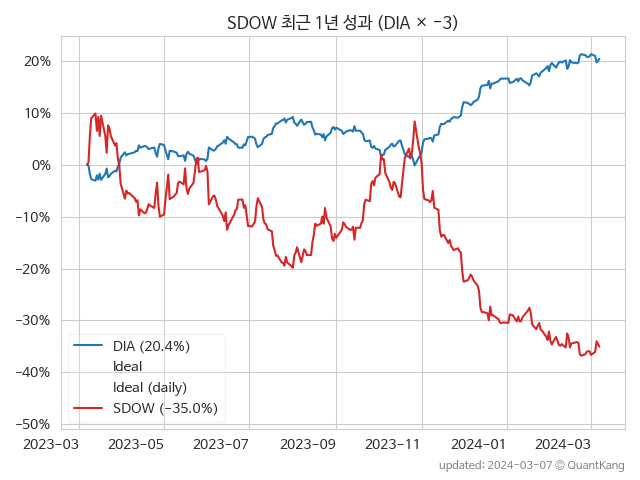 SDOW 최근 1년 성과 (DIA × −3)
20%
10%
0%
−10%
−20%
−30%
−40%
−50%
DIA (20.4%)
Ideal
Ideal (daily)
SDOW (−35.0%)
2023−03
2023−05
2023−07
2023−09
2023−11
2024−01
2024−03
updated: 2024−03−07 © QuantKang